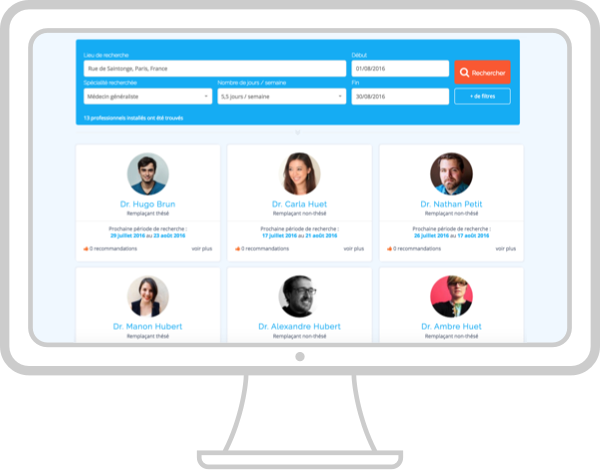 Lieu de recherche
Début
Rue de Saintonge, Paris, France
01/08/2016
Rechercher
Spécialité recherchée
Nombre de jours / semaine
Fin
Médecin généraliste
5,5 jours / semaine
30/08/2016
+ de filtres
13 professionnels installés ont été trouvés
Dr. Hugo Brun
Remplaçant thésé
Prochaine période de recherche :
29 juillet 2016 au 23 août 2016
0 recommandations
voir plus
Dr. Carla Huet
Remplaçant non-thésé
Prochaine période de recherche :
17 juillet 2016 au 21 août 2016
0 recommandations
voir plus
Dr. Nathan Petit
Remplaçant non-thésé
Prochaine période de recherche :
26 juillet 2016 au 17 août 2016
0 recommandations
voir plus
Dr. Manon Hubert
Remplaçant thésé
Dr. Alexandre Hubert
Remplaçant non-thésé
Dr. Ambre Huet
Remplaçant non-thésé